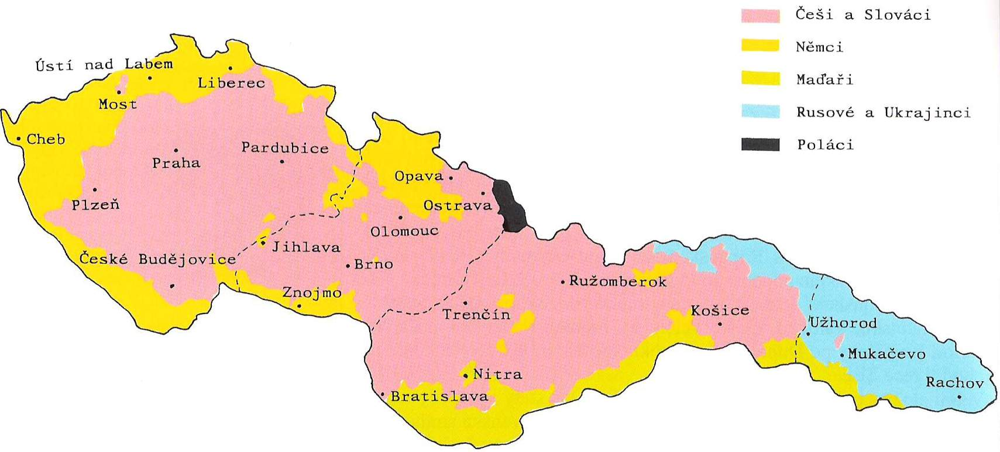 Češi a Slováci
Němci
Maďaři
Rusové a Ukrajinci
Poláci
Ústí nad Labem
Liberec
Most
Cheb
Praha
Pardubice
Plzeň
Opava
Ostrava
Olomouc
Jihlava
České Budějovice
Brno
Znojmo
Ružomberok
Trenčín
Košice
Užhorod
Mukačevo
Nitra
Rachov
Bratislava